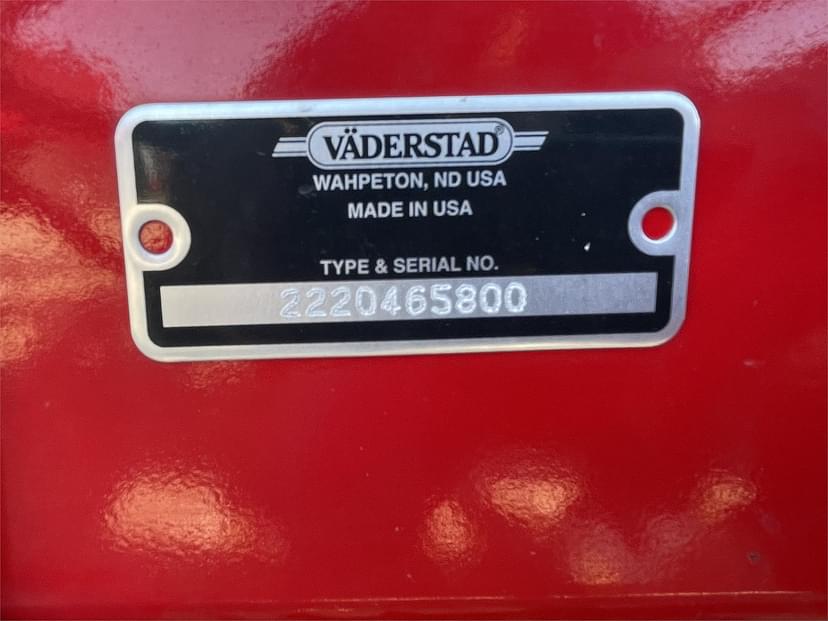 VÄDERSTAD®
WAHPETON, ND USA
MADE IN USA
TYPE & SERIAL NO.
2220465800